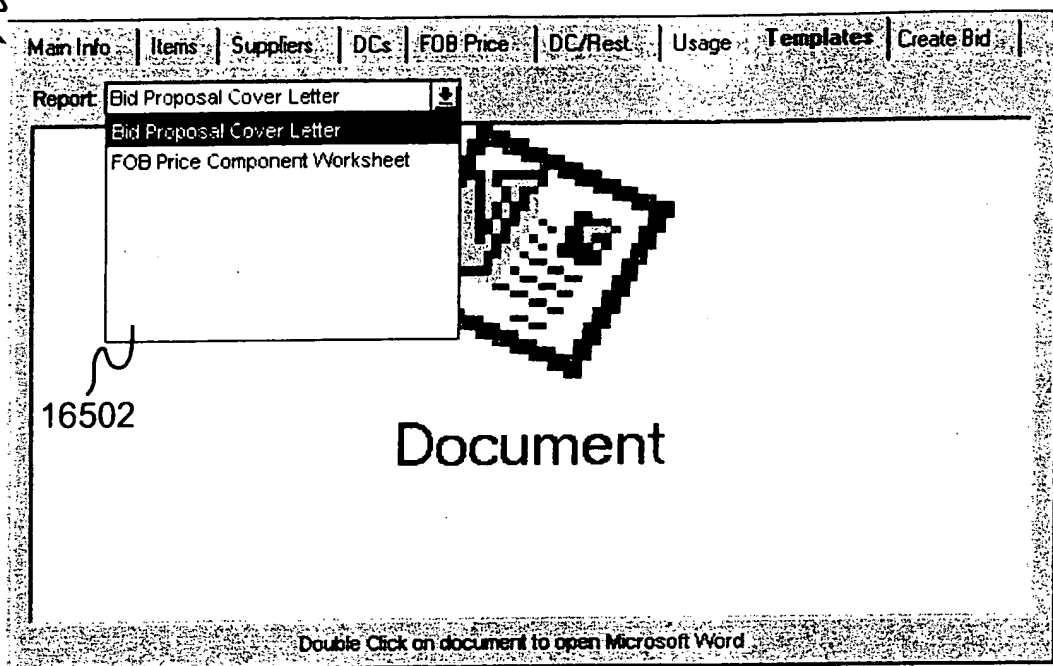 Main Info Items Suppliers DCs FOB Price DC/Rest Usage Templates Create Bid
Report: Bid Proposal Cover Letter
Bid Proposal Cover Letter
FOB Price Component Worksheet
16502
Document
Double Click on document to open Microsoft Word